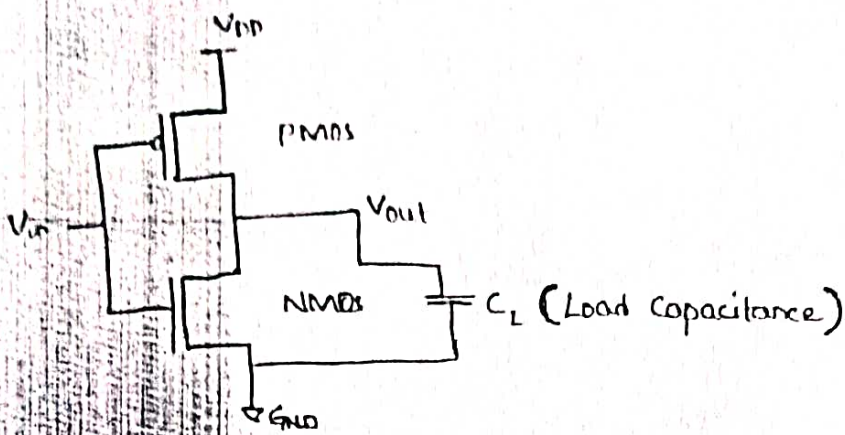 VDD
PMOS
Vin
Vout
NMOS
CL (Load Capacitance)
GND